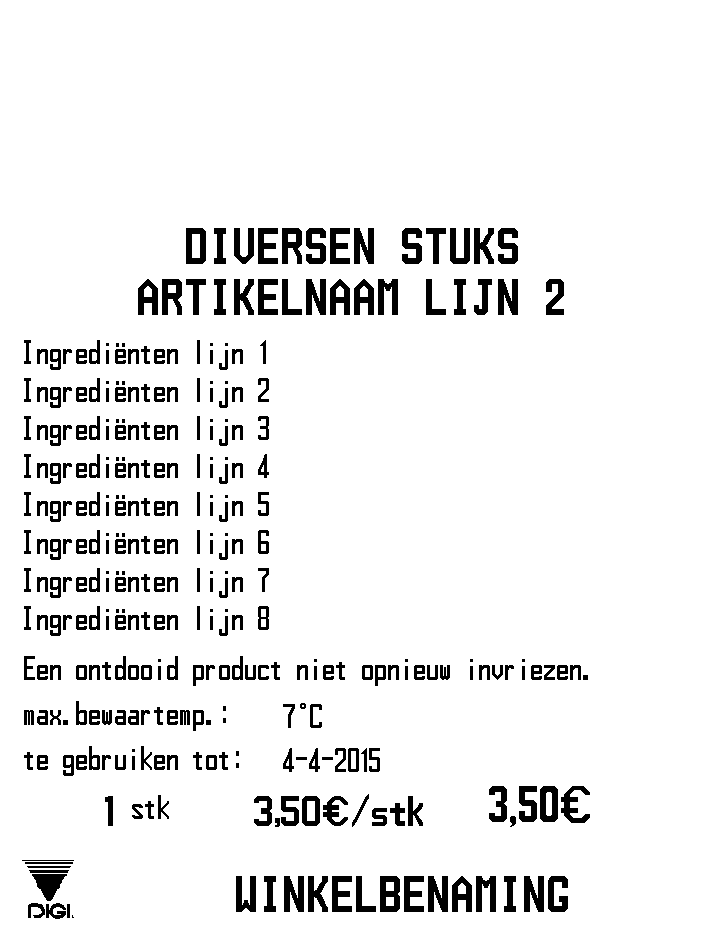 DIVERSEN STUKS
ARTIKELNAAM LIJN 2
Ingrediënten lijn 1
Ingrediënten lijn 2
Ingrediënten lijn 3
Ingrediënten lijn 4
Ingrediënten lijn 5
Ingrediënten lijn 6
Ingrediënten lijn 7
Ingrediënten lijn 8
Een ontdooid product niet opnieuw invriezen.
max.bewaartemp.: 7°C
te gebruiken tot: 4-4-2015
1 stk 3,50€/stk 3,50€
DIGI. WINKELBENAMING